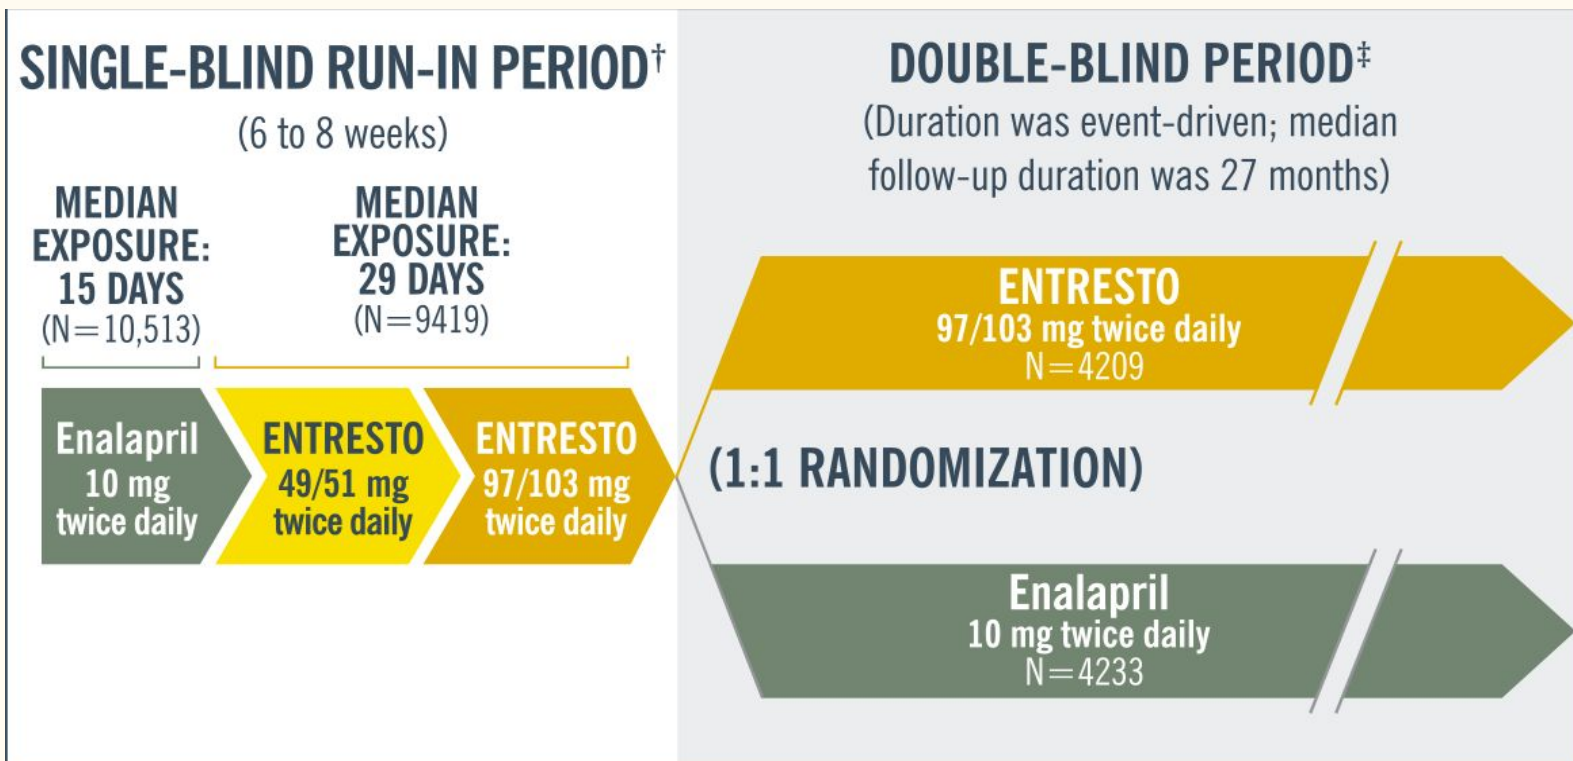 SINGLE-BLIND RUN-IN PERIOD†
(6 to 8 weeks)
MEDIAN
EXPOSURE:
15 DAYS
(N=10,513)
MEDIAN
EXPOSURE:
29 DAYS
(N=9419)
Enalapril
10 mg
twice daily
ENTRESTO
49/51 mg
twice daily
ENTRESTO
97/103 mg
twice daily
DOUBLE-BLIND PERIOD‡
(Duration was event-driven; median
follow-up duration was 27 months)
ENTRESTO
97/103 mg twice daily
N=4209
(1:1 RANDOMIZATION)
Enalapril
10 mg twice daily
N=4233